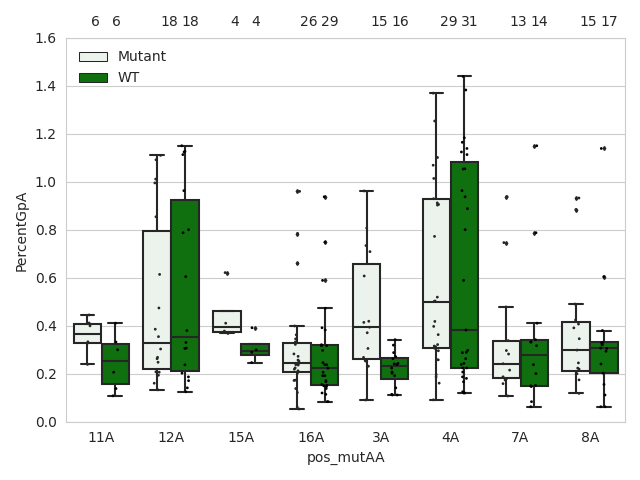 6 6 18 18 4 4 26 29 15 16 29 31 13 14 15 17
1.6
Mutant
WT
1.4
1.2
1.0
0.8
0.6
0.4
0.2
0.0
PercentGpA
11A 12A 15A 16A 3A 4A 7A 8A
pos_mutAA